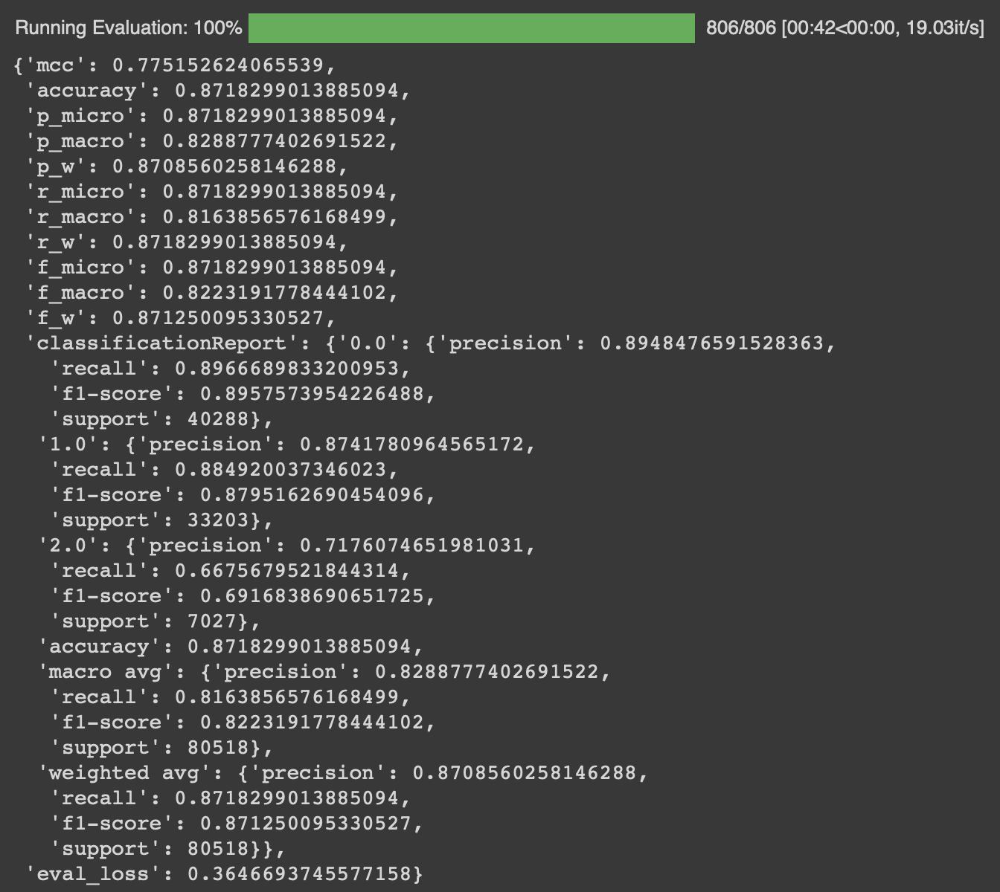 Running Evaluation: 100% 806/806 [00:42<00:00, 19.03it/s]
{'mcc': 0.775152624065539,
'accuracy': 0.8718299013885094,
'p_micro': 0.8718299013885094,
'p_macro': 0.8288777402691522,
'p_w': 0.8708560258146288,
'r_micro': 0.8718299013885094,
'r_macro': 0.8163856576168499,
'r_w': 0.8718299013885094,
'f_micro': 0.8718299013885094,
'f_macro': 0.8223191778444102,
'f_w': 0.871250095330527,
'classificationReport': {'0.0': {'precision': 0.8948476591528363,
'recall': 0.8966689833200953,
'f1-score': 0.8957573954226488,
'support': 40288},
'1.0': {'precision': 0.8741780964565172,
'recall': 0.884920037346023,
'f1-score': 0.8795162690454096,
'support': 33203},
'2.0': {'precision': 0.7176074651981031,
'recall': 0.6675679521844314,
'f1-score': 0.6916838690651725,
'support': 7027},
'accuracy': 0.8718299013885094,
'macro avg': {'precision': 0.8288777402691522,
'recall': 0.8163856576168499,
'f1-score': 0.8223191778444102,
'support': 80518},
'weighted avg': {'precision': 0.8708560258146288,
'recall': 0.8718299013885094,
'f1-score': 0.871250095330527,
'support': 80518}},
'eval_loss': 0.3646693745577158}